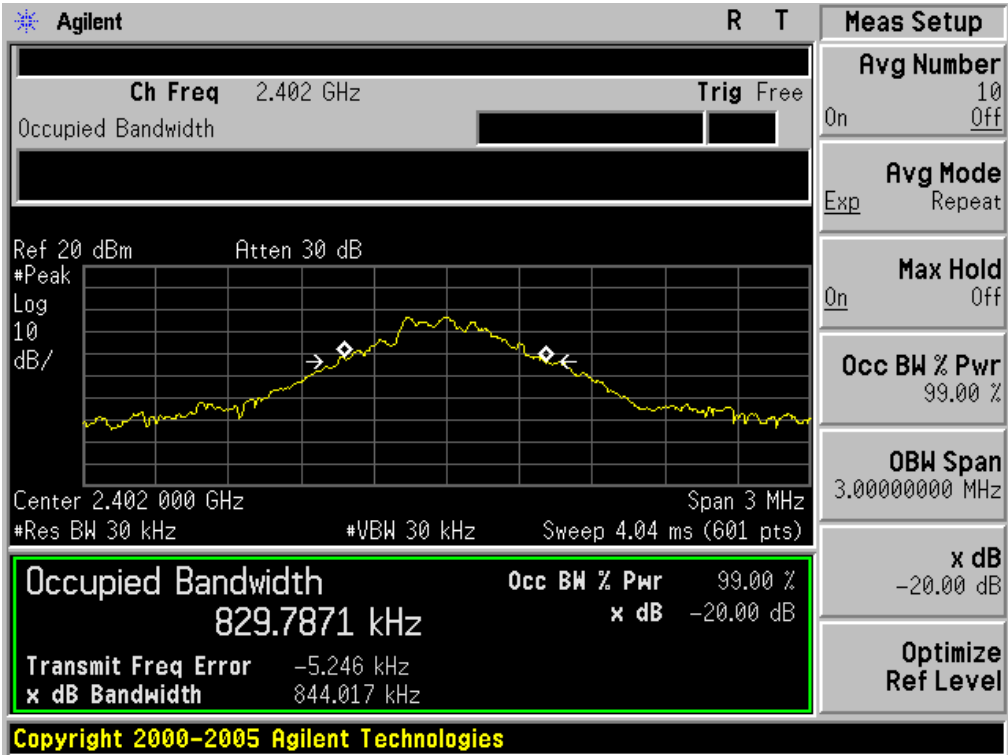 Agilent R T
Ch Freq 2.402 GHz Trig Free
Occupied Bandwidth
Ref 20 dBm Atten 30 dB
#Peak
Log
10
dB/
Center 2.402 000 GHz Span 3 MHz
#Res BW 30 kHz #VBW 30 kHz Sweep 4.04 ms (601 pts)
Occupied Bandwidth Occ BW % Pwr 99.00 %
829.7871 kHz x dB -20.00 dB
Transmit Freq Error -5.246 kHz
x dB Bandwidth 844.017 kHz
Copyright 2000-2005 Agilent Technologies
Meas Setup
Avg Number
10
On Off
Avg Mode
Exp Repeat
Max Hold
On Off
Occ BW % Pwr
99.00 %
OBW Span
3.00000000 MHz
x dB
-20.00 dB
Optimize
Ref Level